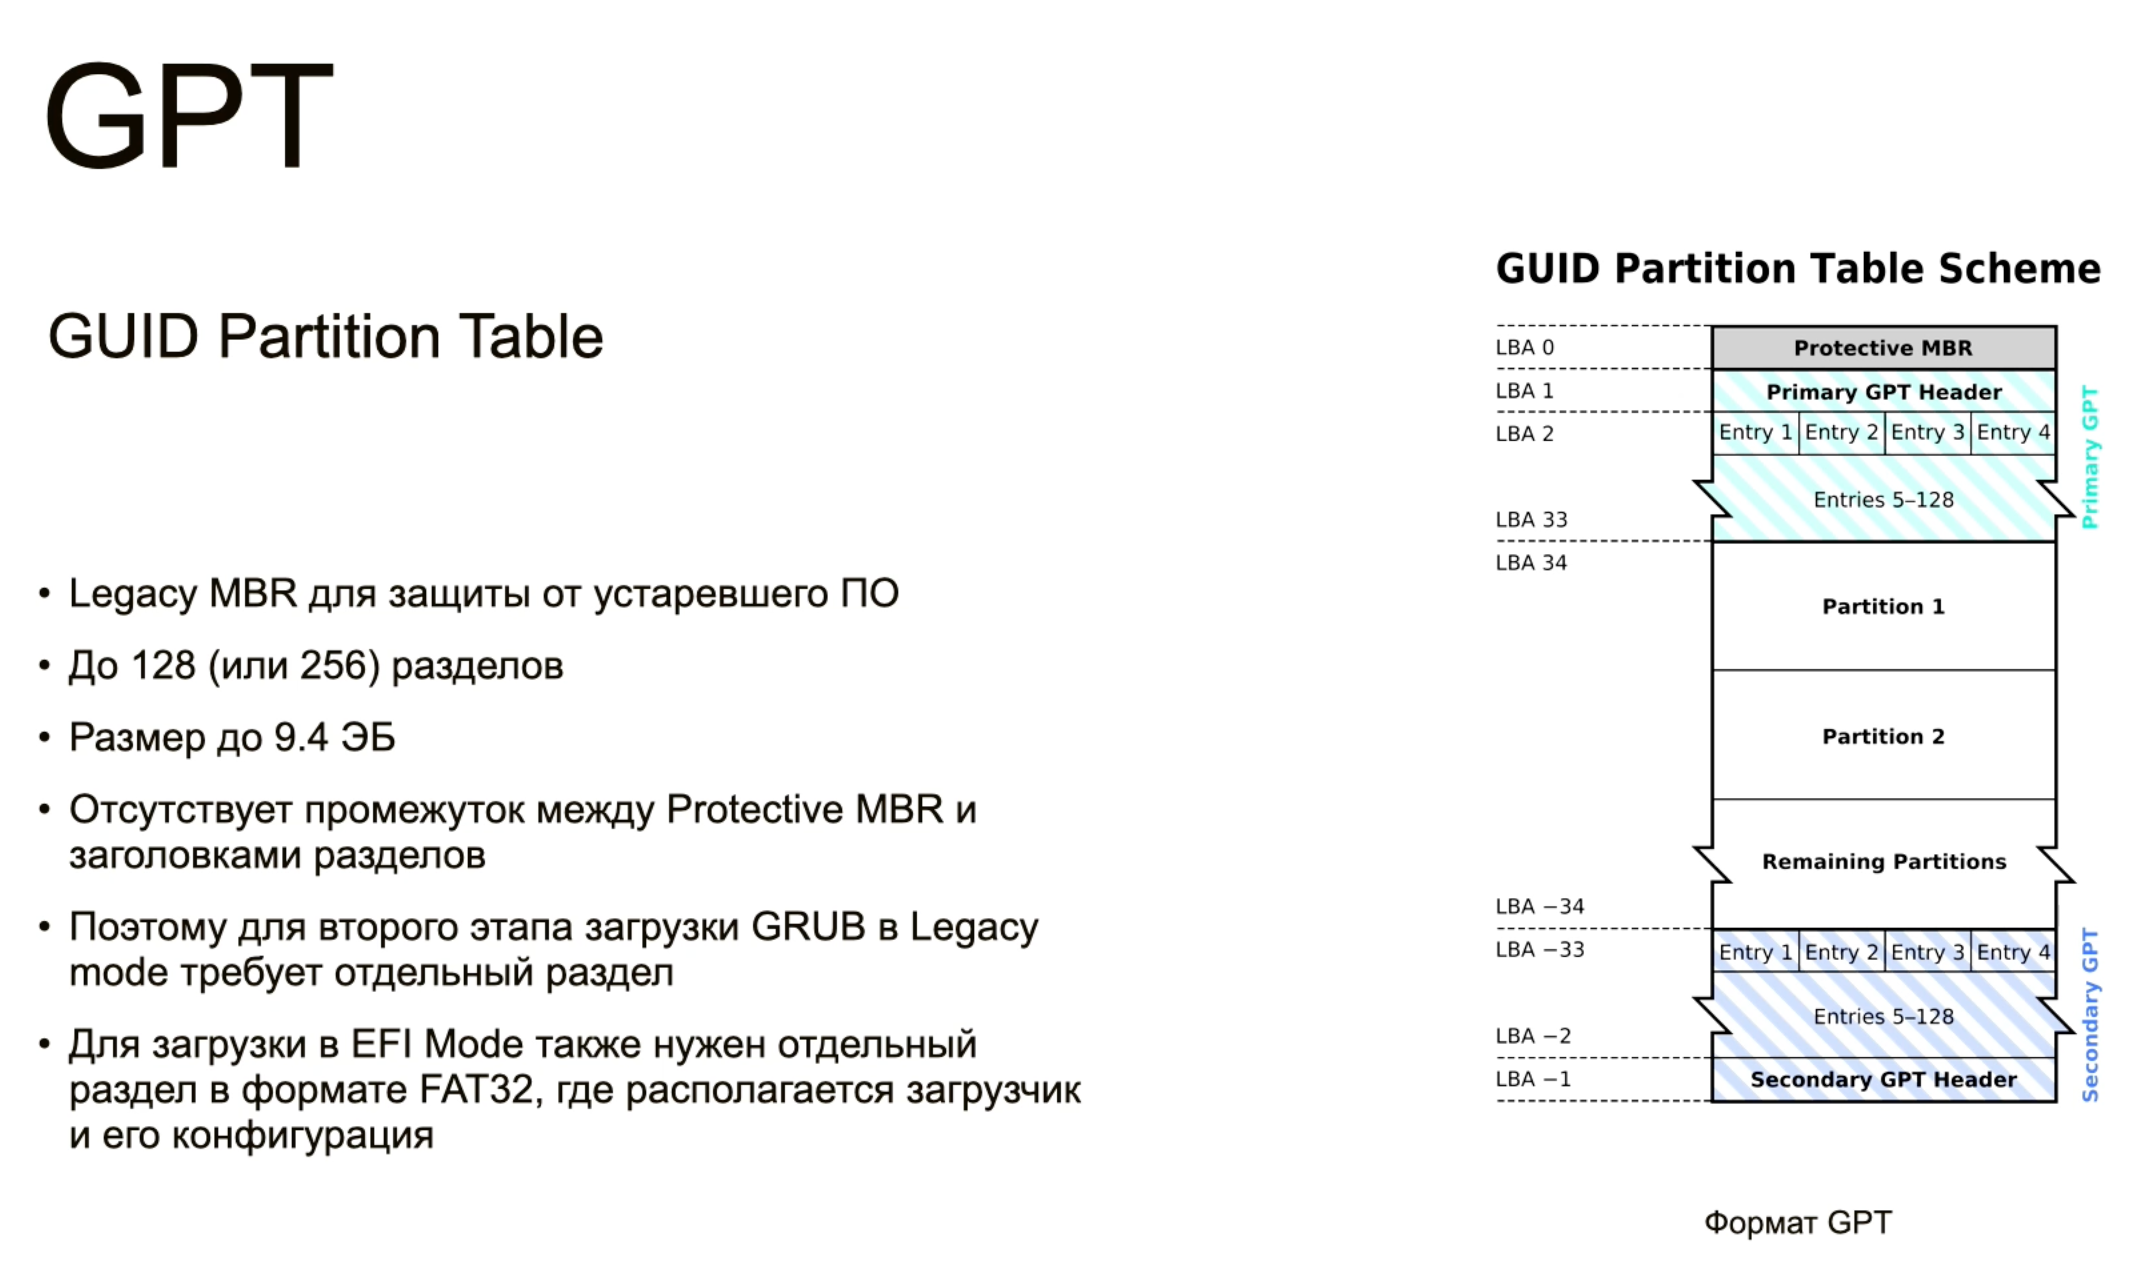 GPT
GUID Partition Table
• Legacy MBR для защиты от устаревшего ПО
• До 128 (или 256) разделов
• Размер до 9.4 ЭБ
• Отсутствует промежуток между Protective MBR и
заголовками разделов
• Поэтому для второго этапа загрузки GRUB в Legacy
mode требует отдельный раздел
• Для загрузки в EFI Mode также нужен отдельный
раздел в формате FAT32, где располагается загрузчик
и его конфигурация
GUID Partition Table Scheme
LBA 0 Protective MBR
LBA 1 Primary GPT Header
LBA 2 Entry 1 Entry 2 Entry 3 Entry 4
Entries 5–128
LBA 33
Primary GPT
LBA 34
Partition 1
Partition 2
Remaining Partitions
LBA −34
LBA −33 Entry 1 Entry 2 Entry 3 Entry 4
Entries 5–128
LBA −2
LBA −1 Secondary GPT Header
Secondary GPT
Формат GPT